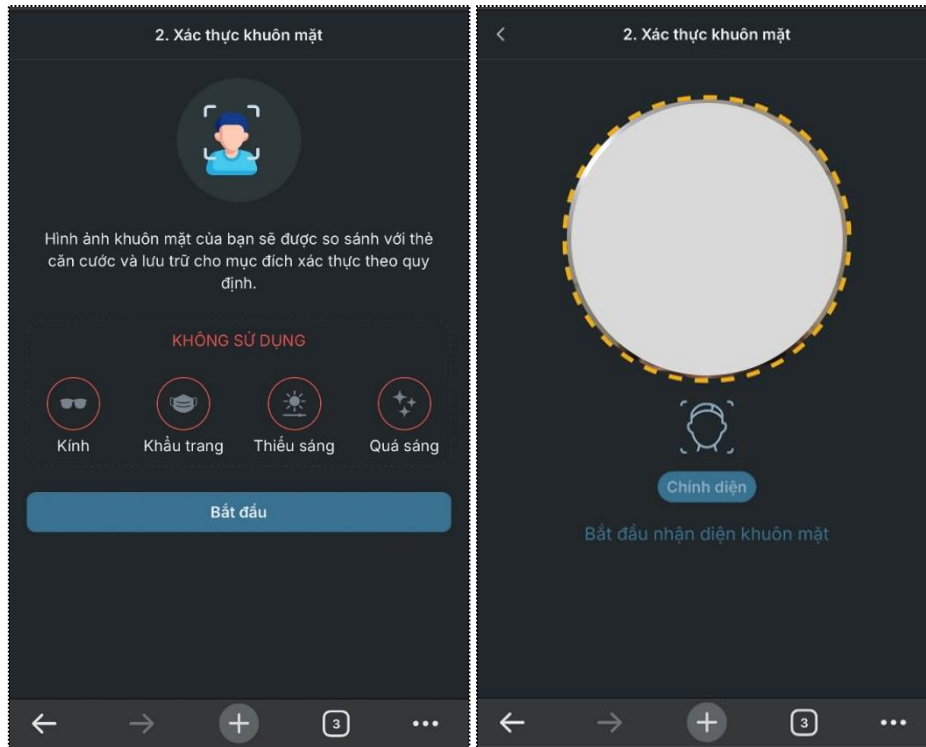 2. Xác thực khuôn mặt
Hình ảnh khuôn mặt của bạn sẽ được so sánh với thẻ
căn cước và lưu trữ cho mục đích xác thực theo quy
định.
KHÔNG SỬ DỤNG
Kính
Khẩu trang
Thiếu sáng
Quá sáng
Bắt đầu
3
2. Xác thực khuôn mặt
Chính diện
Bắt đầu nhận diện khuôn mặt
3